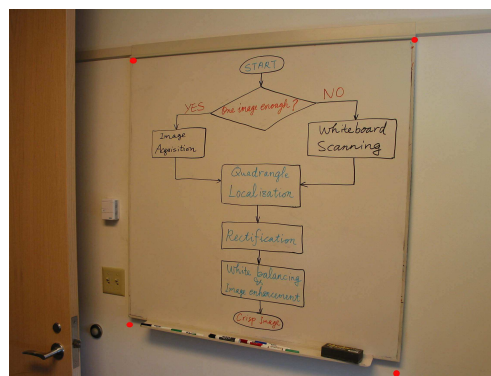 START
One image enough?
YES
NO
Image
Acquisition
Whiteboard
Scanning
Quadrangle
Localization
Rectification
White balancing
&
Image enhancement
Crisp Image